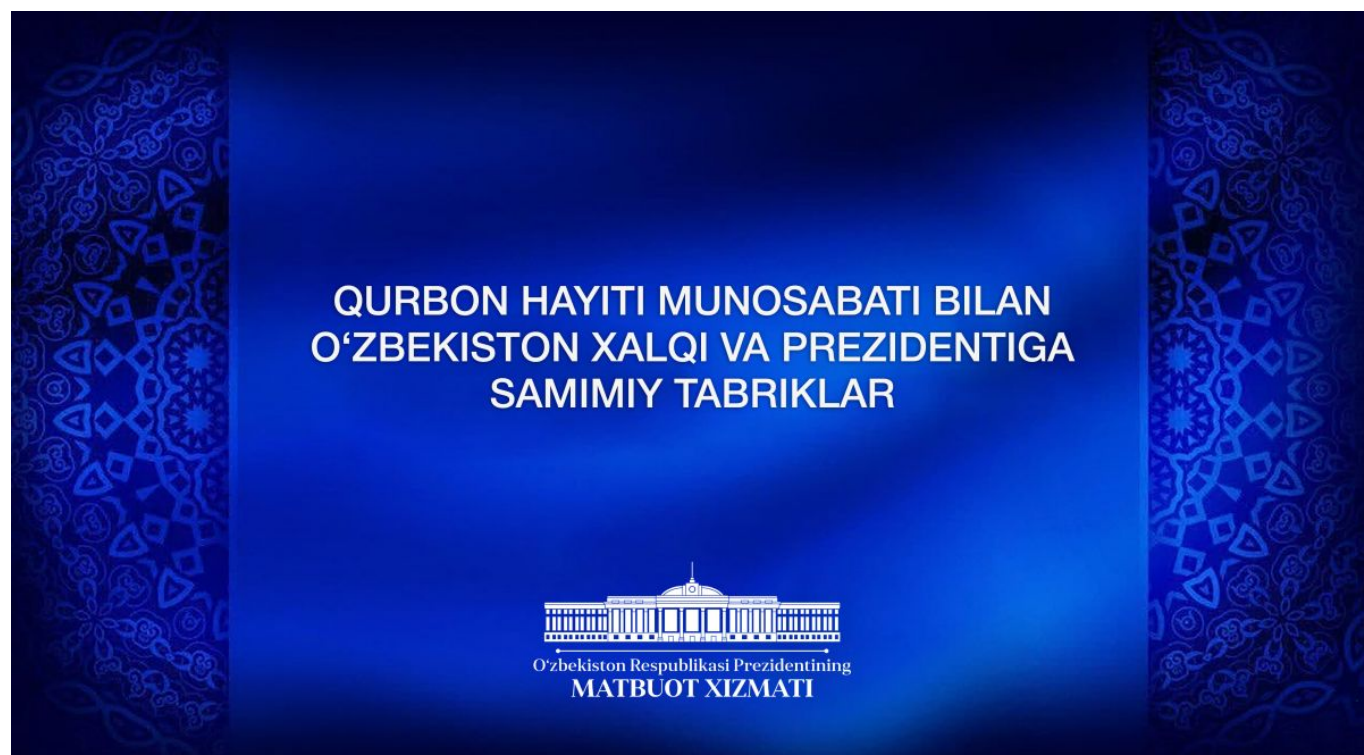 QURBON HAYITI MUNOSABATI BILAN
O‘ZBEKISTON XALQI VA PREZIDENTIGA
SAMIMIY TABRIKLAR
O‘zbekiston Respublikasi Prezidentining
MATBUOT XIZMATI